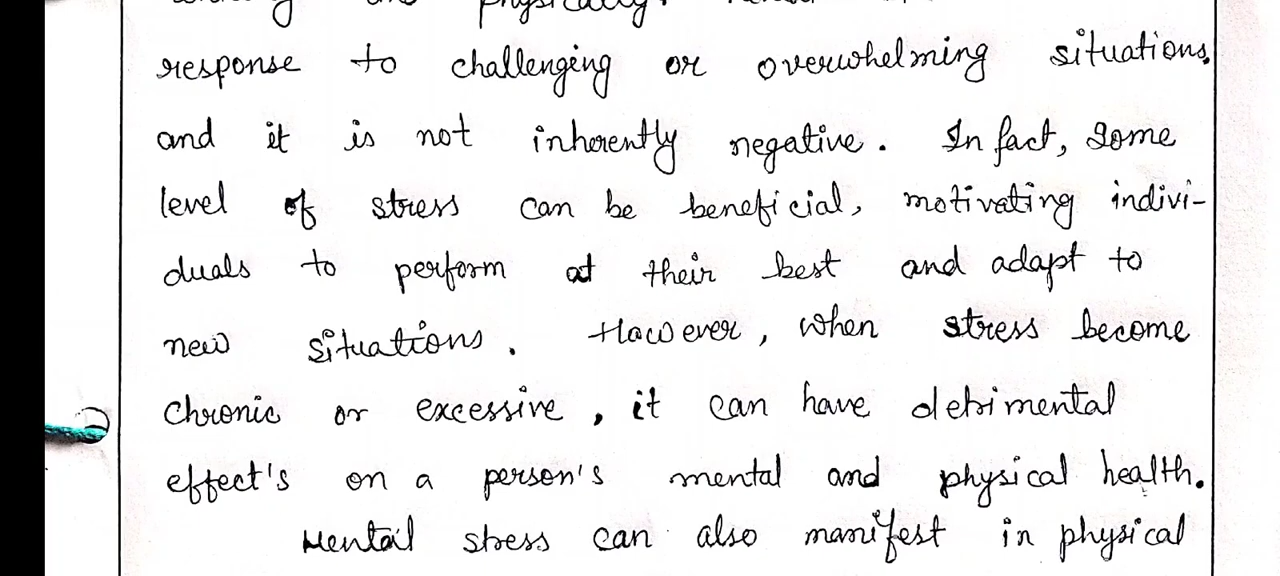 physically.
response to challenging or overwhelming situations,
and it is not inherently negative. In fact, some
level of stress can be beneficial, motivating indivi-
duals to perform at their best and adapt to
new situations. However, when stress become
chronic or excessive, it can have detrimental
effect's on a person's mental and physical health.
Mental stress can also manifest in physical